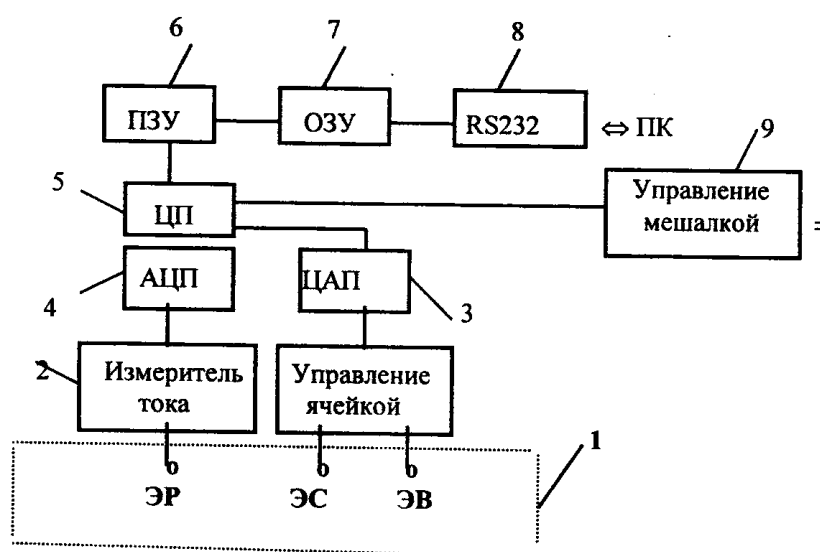 6
7
8
ПЗУ
ОЗУ
RS232
⇔ ПК
9
5
ЦП
Управление
мешалкой
=
АЦП
ЦАП
4
3
2
Измеритель
тока
Управление
ячейкой
1
ЭР
ЭС
ЭВ